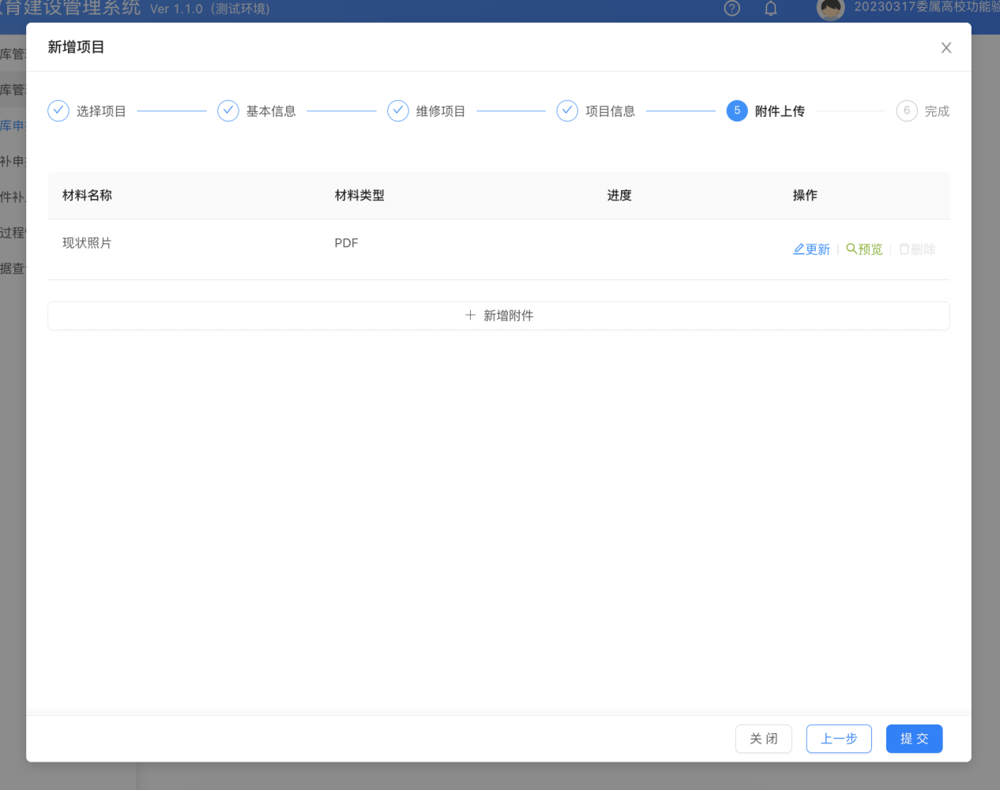 育建设管理系统 Ver 1.1.0（测试环境）
20230317委属高校功能验
库管
库管
库申
补申
件补
过程
据查
新增项目
选择项目
基本信息
维修项目
项目信息
5 附件上传
6 完成
材料名称 材料类型 进度 操作
现状照片 PDF 更新 预览 删除
新增附件
关 闭 上一步 提 交